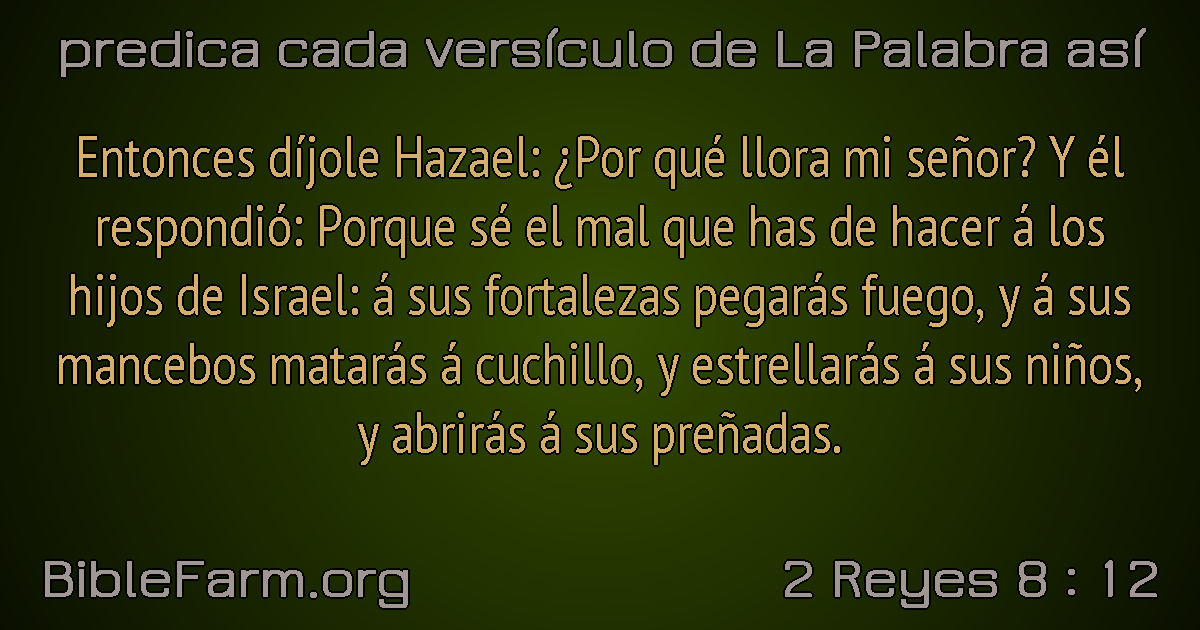 predica cada versículo de La Palabra así
Entonces díjole Hazael: ¿Por qué llora mi señor? Y él
respondió: Porque sé el mal que has de hacer á los
hijos de Israel: á sus fortalezas pegarás fuego, y á sus
mancebos matarás á cuchillo, y estrellarás á sus niños,
y abrirás á sus preñadas.
BibleFarm.org
2 Reyes 8 : 12